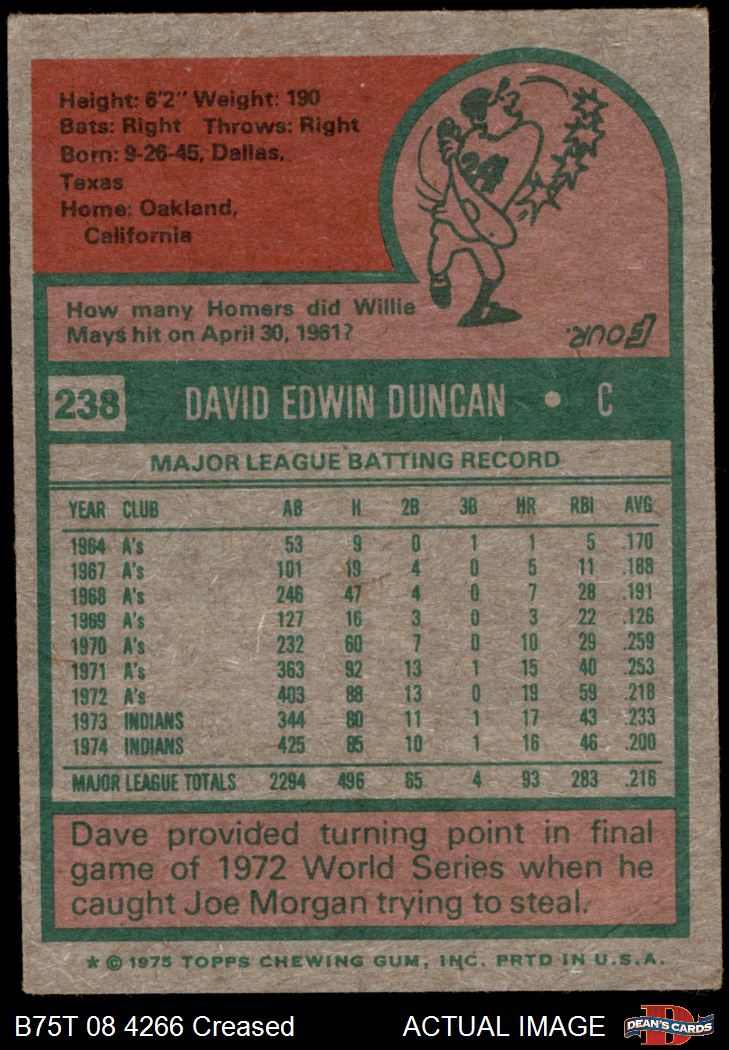 Height: 6'2" Weight: 190
Bats: Right Throws: Right
Born: 9-26-45, Dallas,
Texas
Home: Oakland,
California
24
How many Homers did Willie
Mays hit on April 30, 1961?
FOUR.
238 DAVID EDWIN DUNCAN • C
MAJOR LEAGUE BATTING RECORD
YEAR CLUB AB H 2B 3B HR RBI AVG
1964 A's 53 9 0 1 1 5 .170
1967 A's 101 19 4 0 5 11 .188
1968 A's 246 47 4 0 7 28 .191
1969 A's 127 16 3 0 3 22 .126
1970 A's 232 60 7 0 10 29 .259
1971 A's 363 92 13 1 15 40 .253
1972 A's 403 88 13 0 19 59 .218
1973 INDIANS 344 80 11 1 17 43 .233
1974 INDIANS 425 85 10 1 16 46 .200
MAJOR LEAGUE TOTALS 2294 496 65 4 93 283 .216
Dave provided turning point in final
game of 1972 World Series when he
caught Joe Morgan trying to steal.
* © 1975 TOPPS CHEWING GUM, INC. PRTD IN U.S.A.
B75T 08 4266 Creased ACTUAL IMAGE DEAN'S CARDS